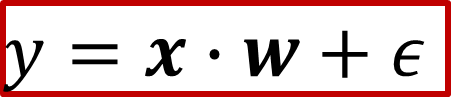 y = x · w + ϵ